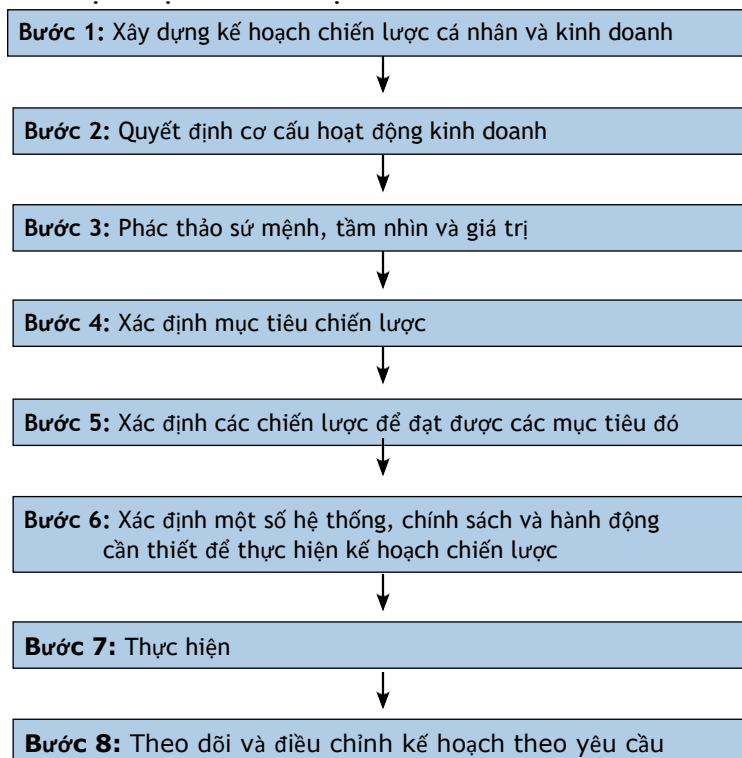 Bước 1: Xây dựng kế hoạch chiến lược cá nhân và kinh doanh
Bước 2: Quyết định cơ cấu hoạt động kinh doanh
Bước 3: Phác thảo sứ mệnh, tầm nhìn và giá trị
Bước 4: Xác định mục tiêu chiến lược
Bước 5: Xác định các chiến lược để đạt được các mục tiêu đó
Bước 6: Xác định một số hệ thống, chính sách và hành động
cần thiết để thực hiện kế hoạch chiến lược
Bước 7: Thực hiện
Bước 8: Theo dõi và điều chỉnh kế hoạch theo yêu cầu